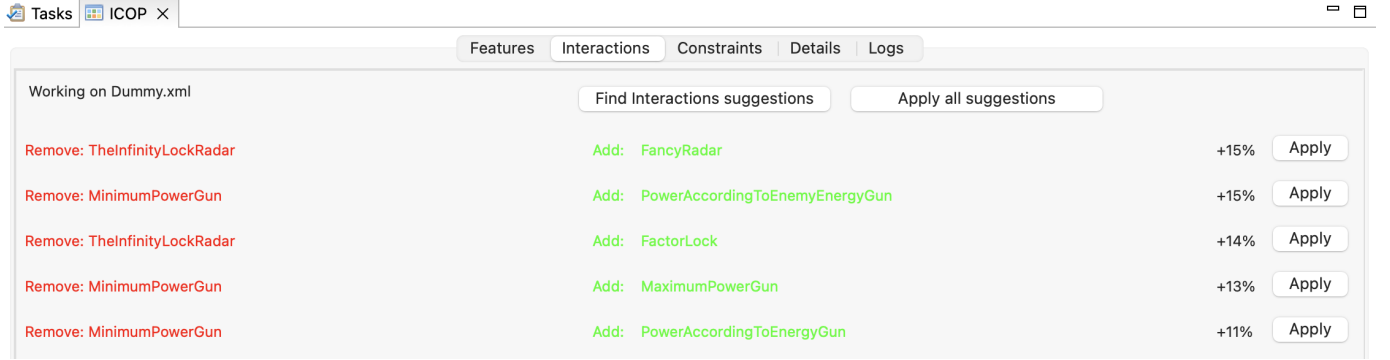 Tasks ICOP
Features Interactions Constraints Details Logs
Working on Dummy.xml Find Interactions suggestions Apply all suggestions
Remove: TheInfinityLockRadar Add: FancyRadar +15% Apply
Remove: MinimumPowerGun Add: PowerAccordingToEnemyEnergyGun +15% Apply
Remove: TheInfinityLockRadar Add: FactorLock +14% Apply
Remove: MinimumPowerGun Add: MaximumPowerGun +13% Apply
Remove: MinimumPowerGun Add: PowerAccordingToEnergyGun +11% Apply